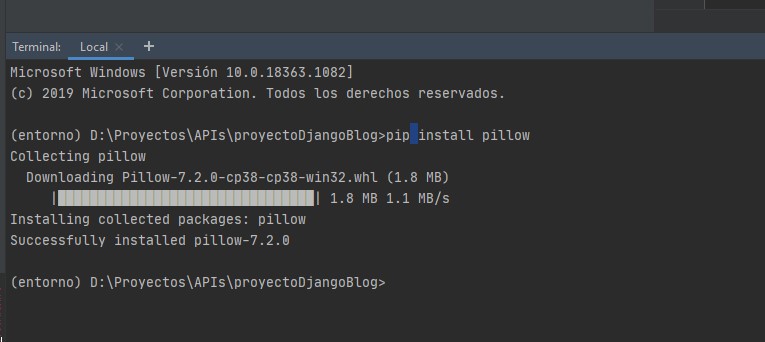 Terminal: Local × +
Microsoft Windows [Versión 10.0.18363.1082]
(c) 2019 Microsoft Corporation. Todos los derechos reservados.
(entorno) D:\Proyectos\APIs\proyectoDjangoBlog>pip install pillow
Collecting pillow
  Downloading Pillow-7.2.0-cp38-cp38-win32.whl (1.8 MB)
     |████████████████████████████████| 1.8 MB 1.1 MB/s
Installing collected packages: pillow
Successfully installed pillow-7.2.0
(entorno) D:\Proyectos\APIs\proyectoDjangoBlog>